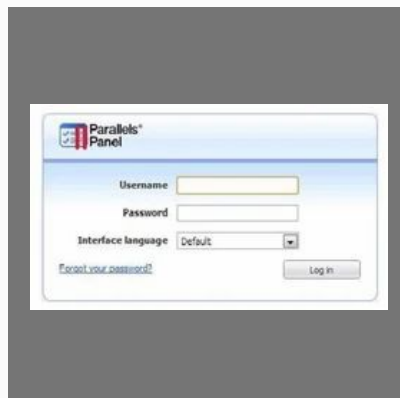 Parallels®
Panel
Username
Password
Interface language Default
Forgot your password? Log in